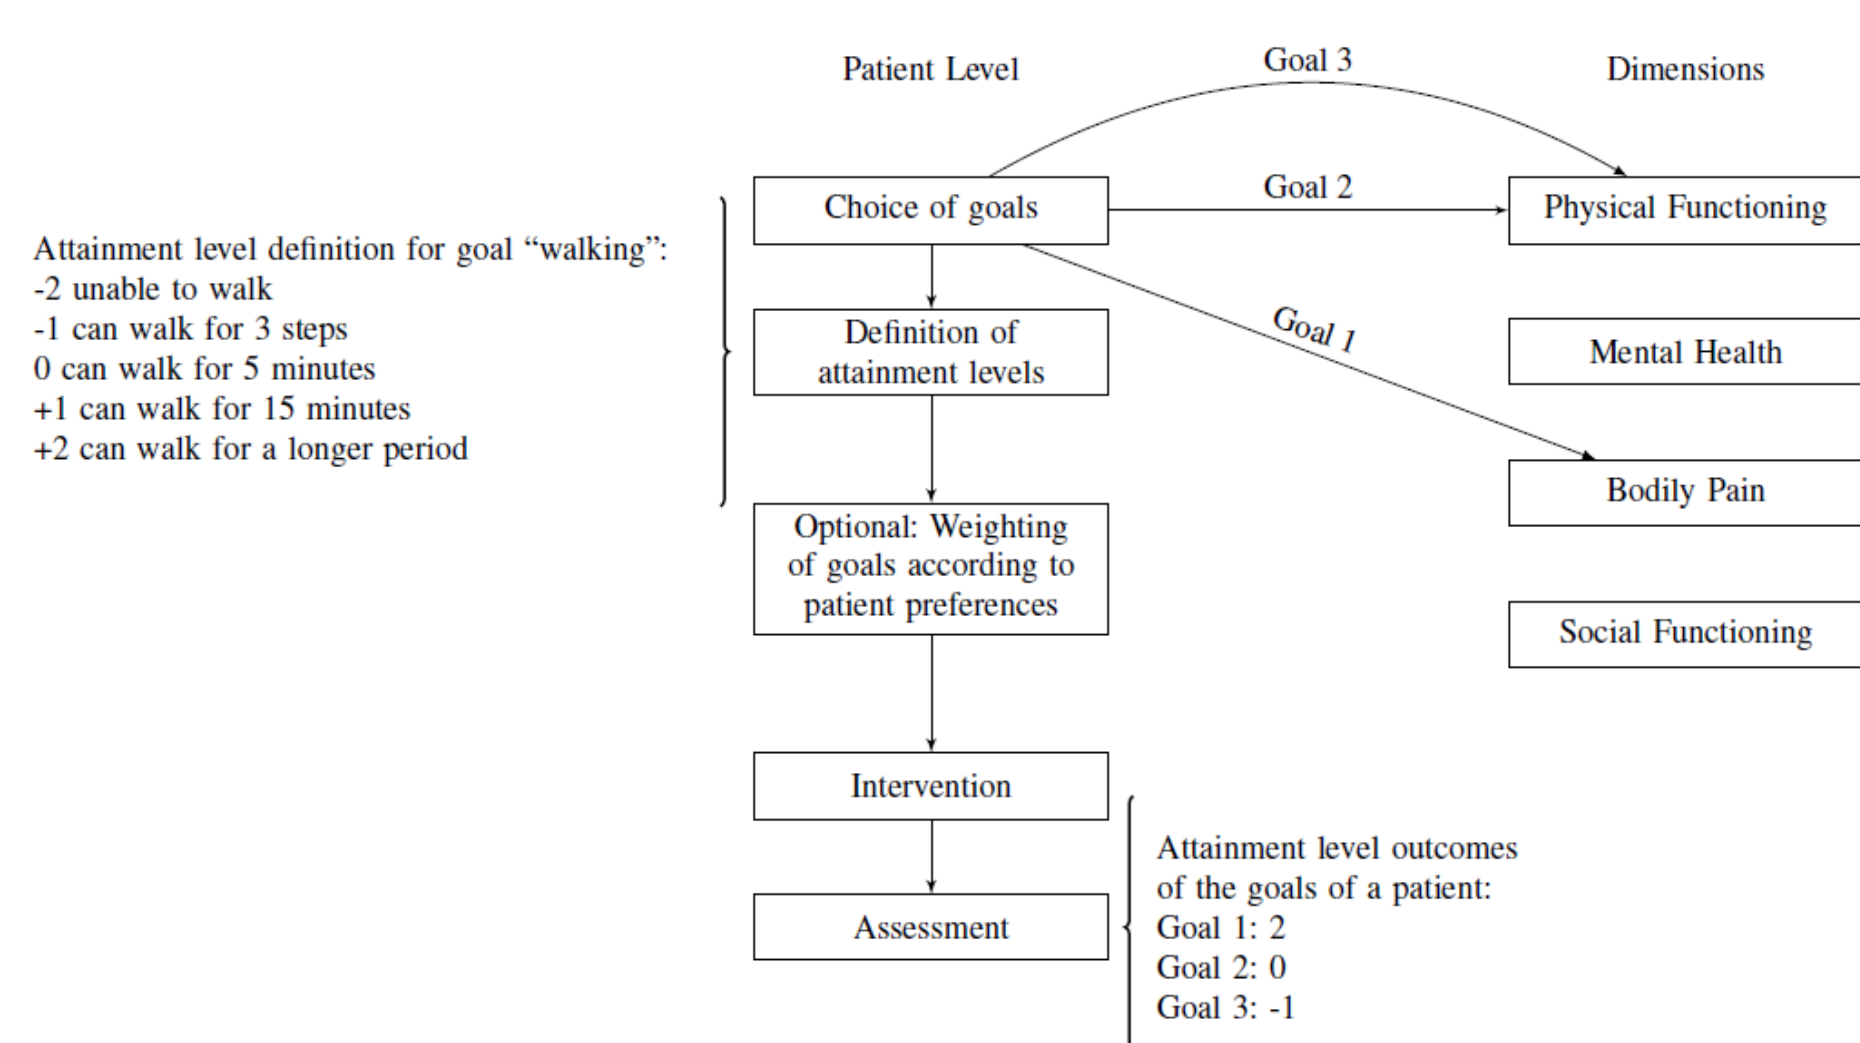 Patient Level
Goal 3
Dimensions
Choice of goals
Goal 2
Physical Functioning
Attainment level definition for goal “walking”:
-2 unable to walk
-1 can walk for 3 steps
0 can walk for 5 minutes
+1 can walk for 15 minutes
+2 can walk for a longer period
Definition of
attainment levels
Goal 1
Mental Health
Bodily Pain
Optional: Weighting
of goals according to
patient preferences
Social Functioning
Intervention
Assessment
Attainment level outcomes
of the goals of a patient:
Goal 1: 2
Goal 2: 0
Goal 3: -1